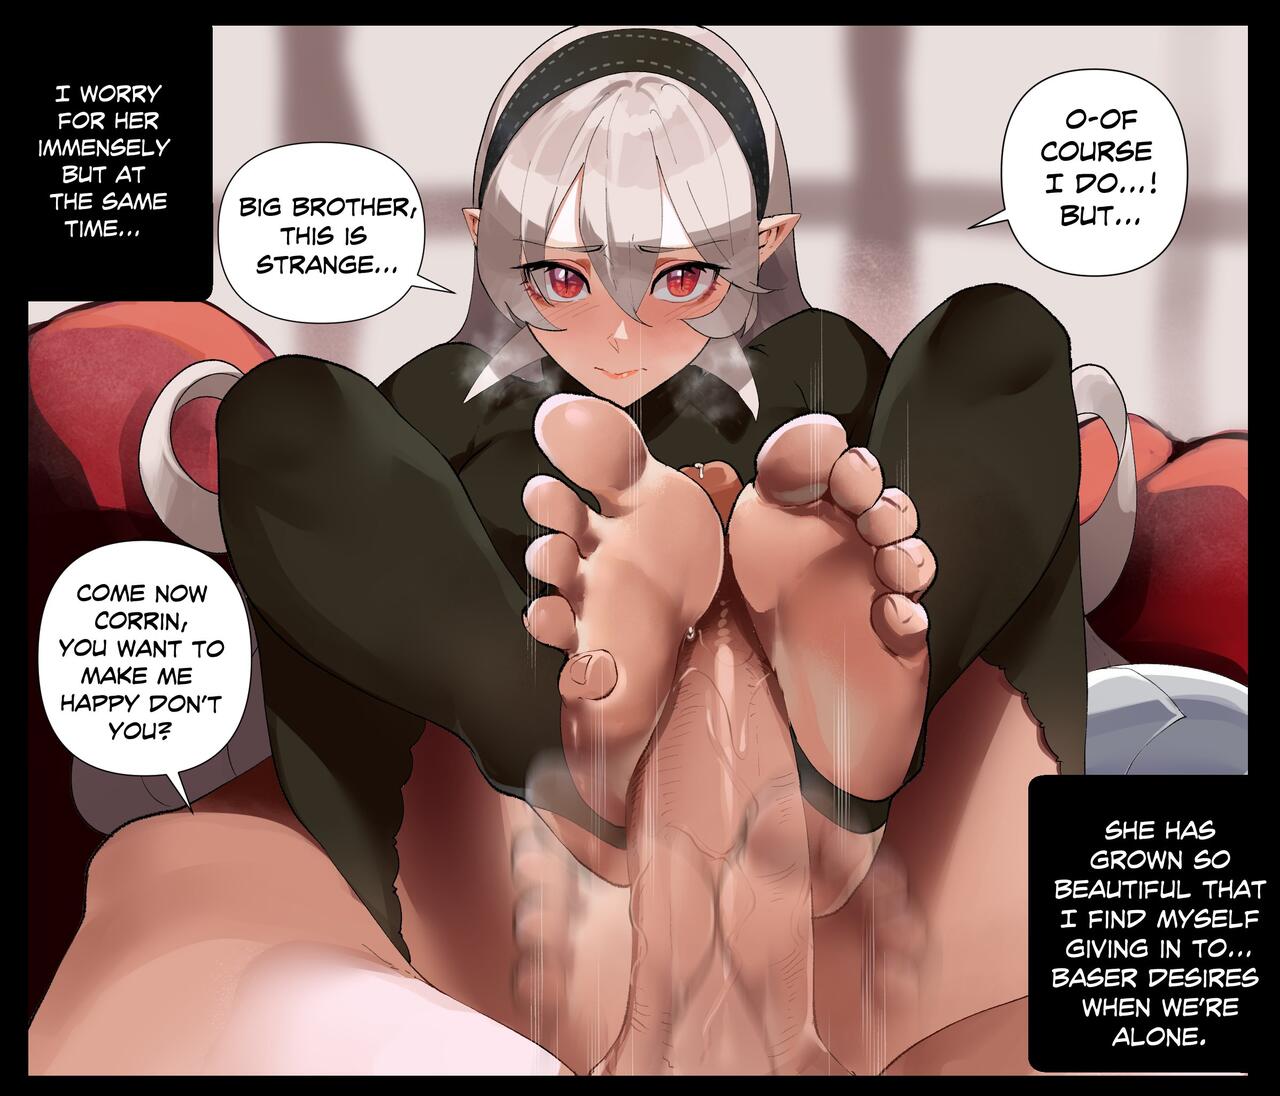 I WORRY
FOR HER
IMMENSELY
BUT AT
THE SAME
TIME...
BIG BROTHER,
THIS IS
STRANGE...
O-OF
COURSE
I DO...!
BUT...
COME NOW
CORRIN,
YOU WANT TO
MAKE ME
HAPPY DON'T
YOU?
SHE HAS
GROWN SO
BEAUTIFUL THAT
I FIND MYSELF
GIVING IN TO...
BASER DESIRES
WHEN WE'RE
ALONE.